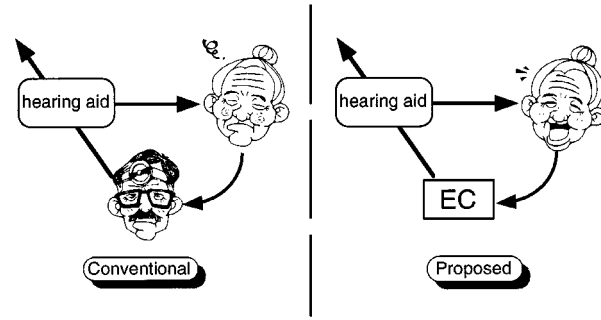 hearing aid
Conventional
hearing aid
EC
Proposed